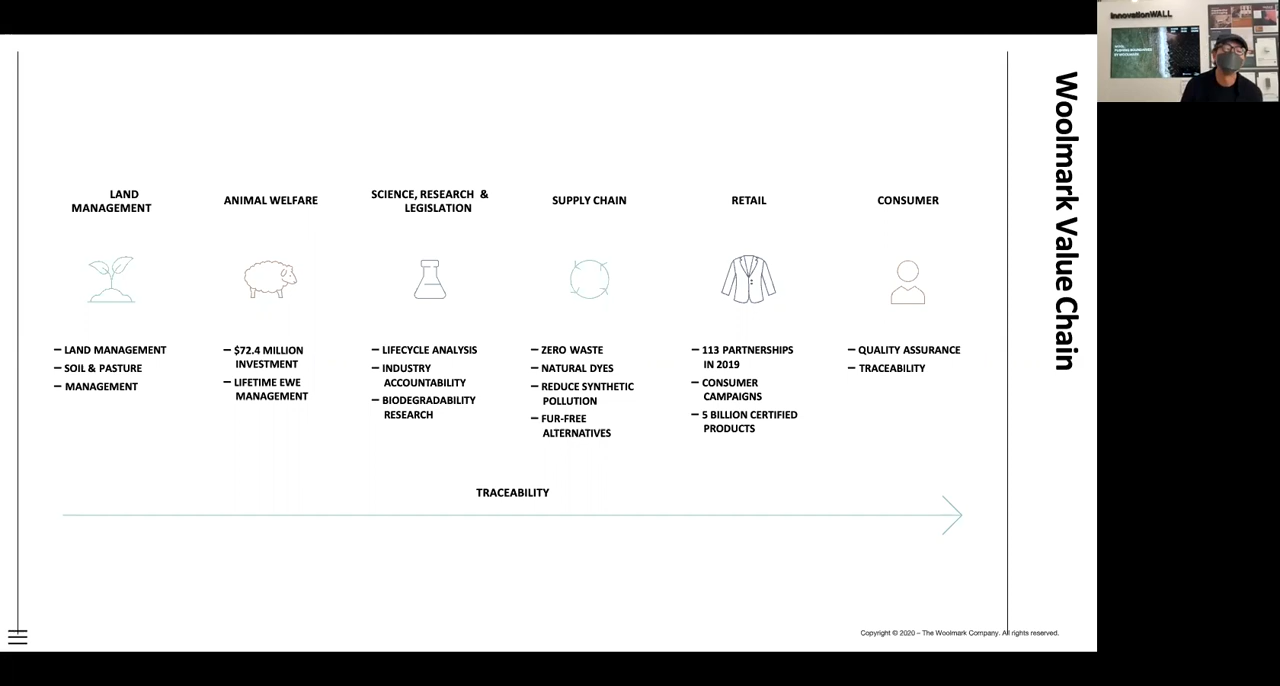 InnovationWALL
Woolmark Value Chain
LAND
MANAGEMENT
ANIMAL WELFARE
SCIENCE, RESEARCH &
LEGISLATION
SUPPLY CHAIN
RETAIL
CONSUMER
— LAND MANAGEMENT
— SOIL & PASTURE
— MANAGEMENT
— $72.4 MILLION
INVESTMENT
— LIFETIME EWE
MANAGEMENT
— LIFECYCLE ANALYSIS
— INDUSTRY
ACCOUNTABILITY
— BIODEGRADABILITY
RESEARCH
— ZERO WASTE
— NATURAL DYES
— REDUCE SYNTHETIC
POLLUTION
— FUR-FREE
ALTERNATIVES
— 113 PARTNERSHIPS
IN 2019
— CONSUMER
CAMPAIGNS
— 5 BILLION CERTIFIED
PRODUCTS
— QUALITY ASSURANCE
— TRACEABILITY
TRACEABILITY
Copyright © 2020 – The Woolmark Company. All rights reserved.